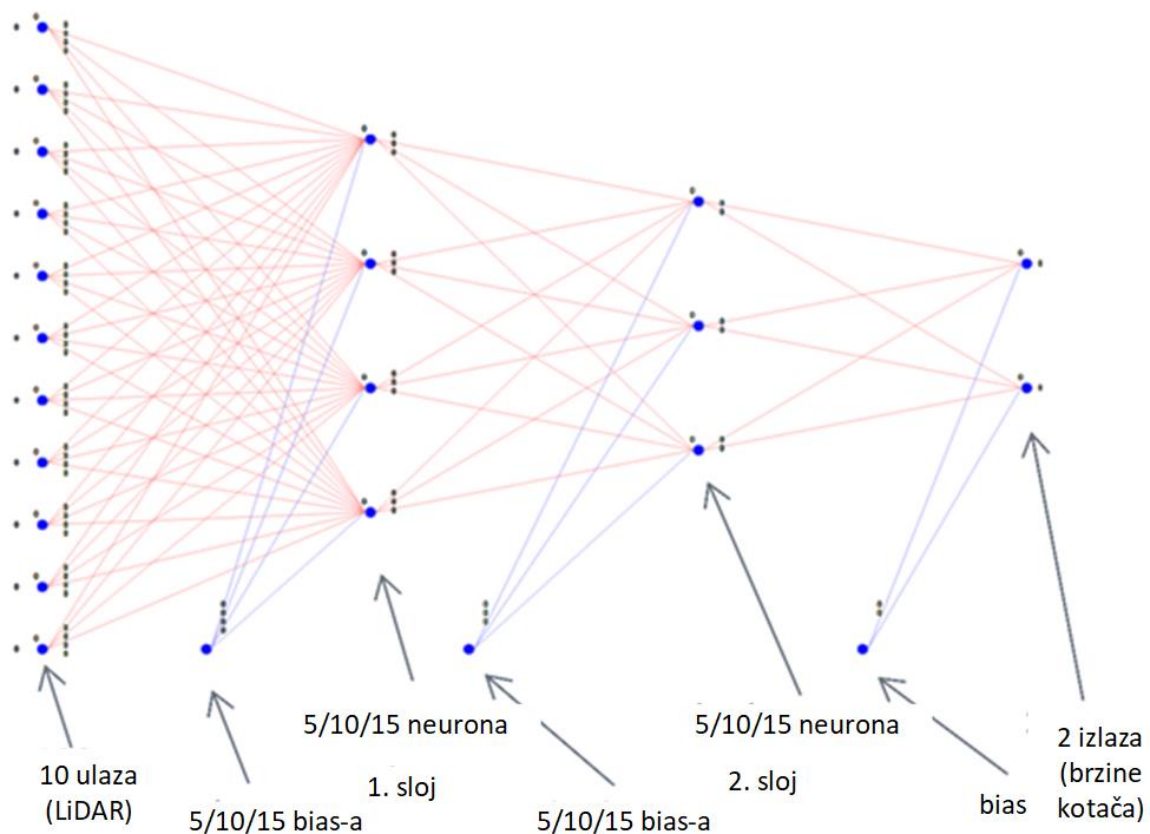 5/10/15 neurona
1. sloj
5/10/15 neurona
2. sloj
10 ulaza
(LiDAR)
5/10/15 bias-a
5/10/15 bias-a
bias
2 izlaza
(brzine
kotača)